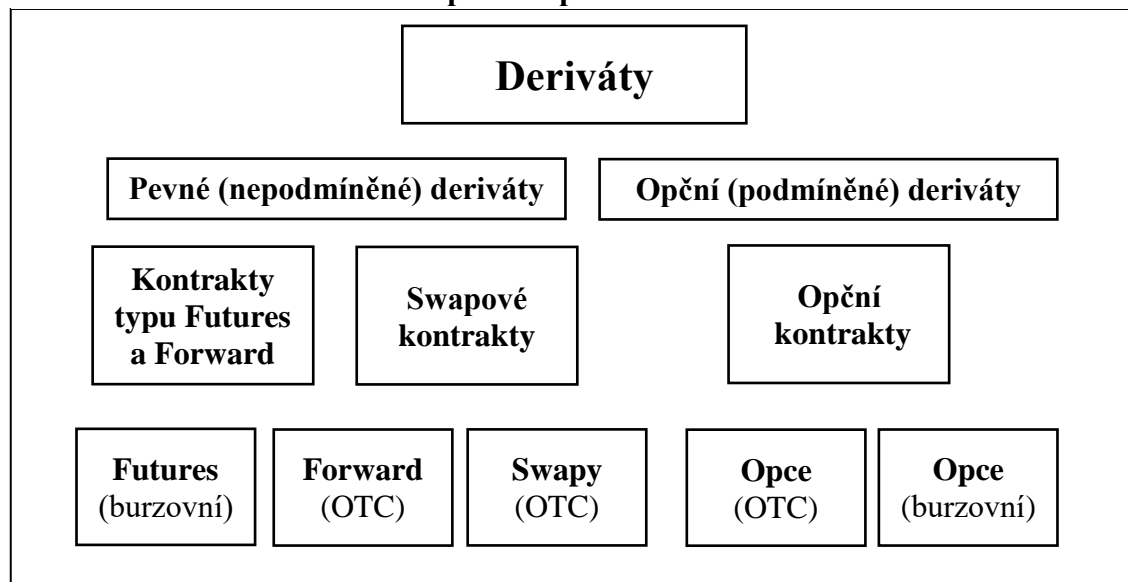 Deriváty
Pevné (nepodmíněné) deriváty
Opční (podmíněné) deriváty
Kontrakty
typu Futures
a Forward
Swapové
kontrakty
Opční
kontrakty
Futures
(burzovní)
Forward
(OTC)
Swapy
(OTC)
Opce
(OTC)
Opce
(burzovní)